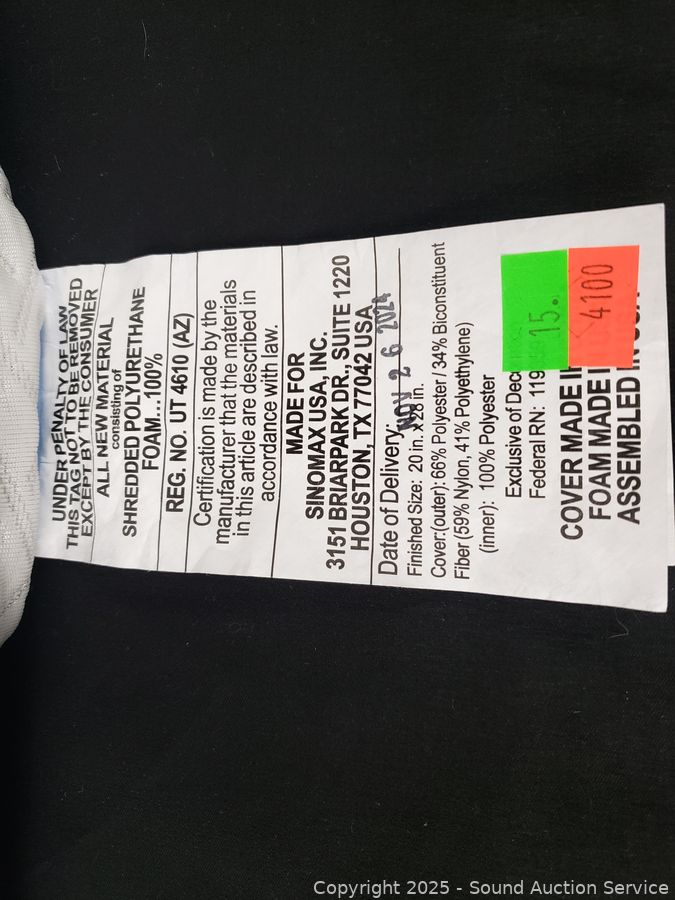 UNDER PENALTY OF LAW
THIS TAG NOT TO BE REMOVED
EXCEPT BY THE CONSUMER
ALL NEW MATERIAL
consisting of
SHREDDED POLYURETHANE
FOAM...100%
REG. NO. UT 4610 (AZ)
Certification is made by the
manufacturer that the materials
in this article are described in
accordance with law.
MADE FOR
SINOMAX USA, INC.
3151 BRIARPARK DR., SUITE 1220
HOUSTON, TX 77042 USA
Date of Delivery: NOV 26 2024
Finished Size: 20 in. x 28 in.
Cover:(outer): 66% Polyester / 34% Biconstituent
Fiber (59% Nylon, 41% Polyethylene)
(inner): 100% Polyester
Exclusive of
Federal RN:
COVER MADE
FOAM MADE
ASSEMBLED IN
15.
4100
Copyright 2025 - Sound Auction Service